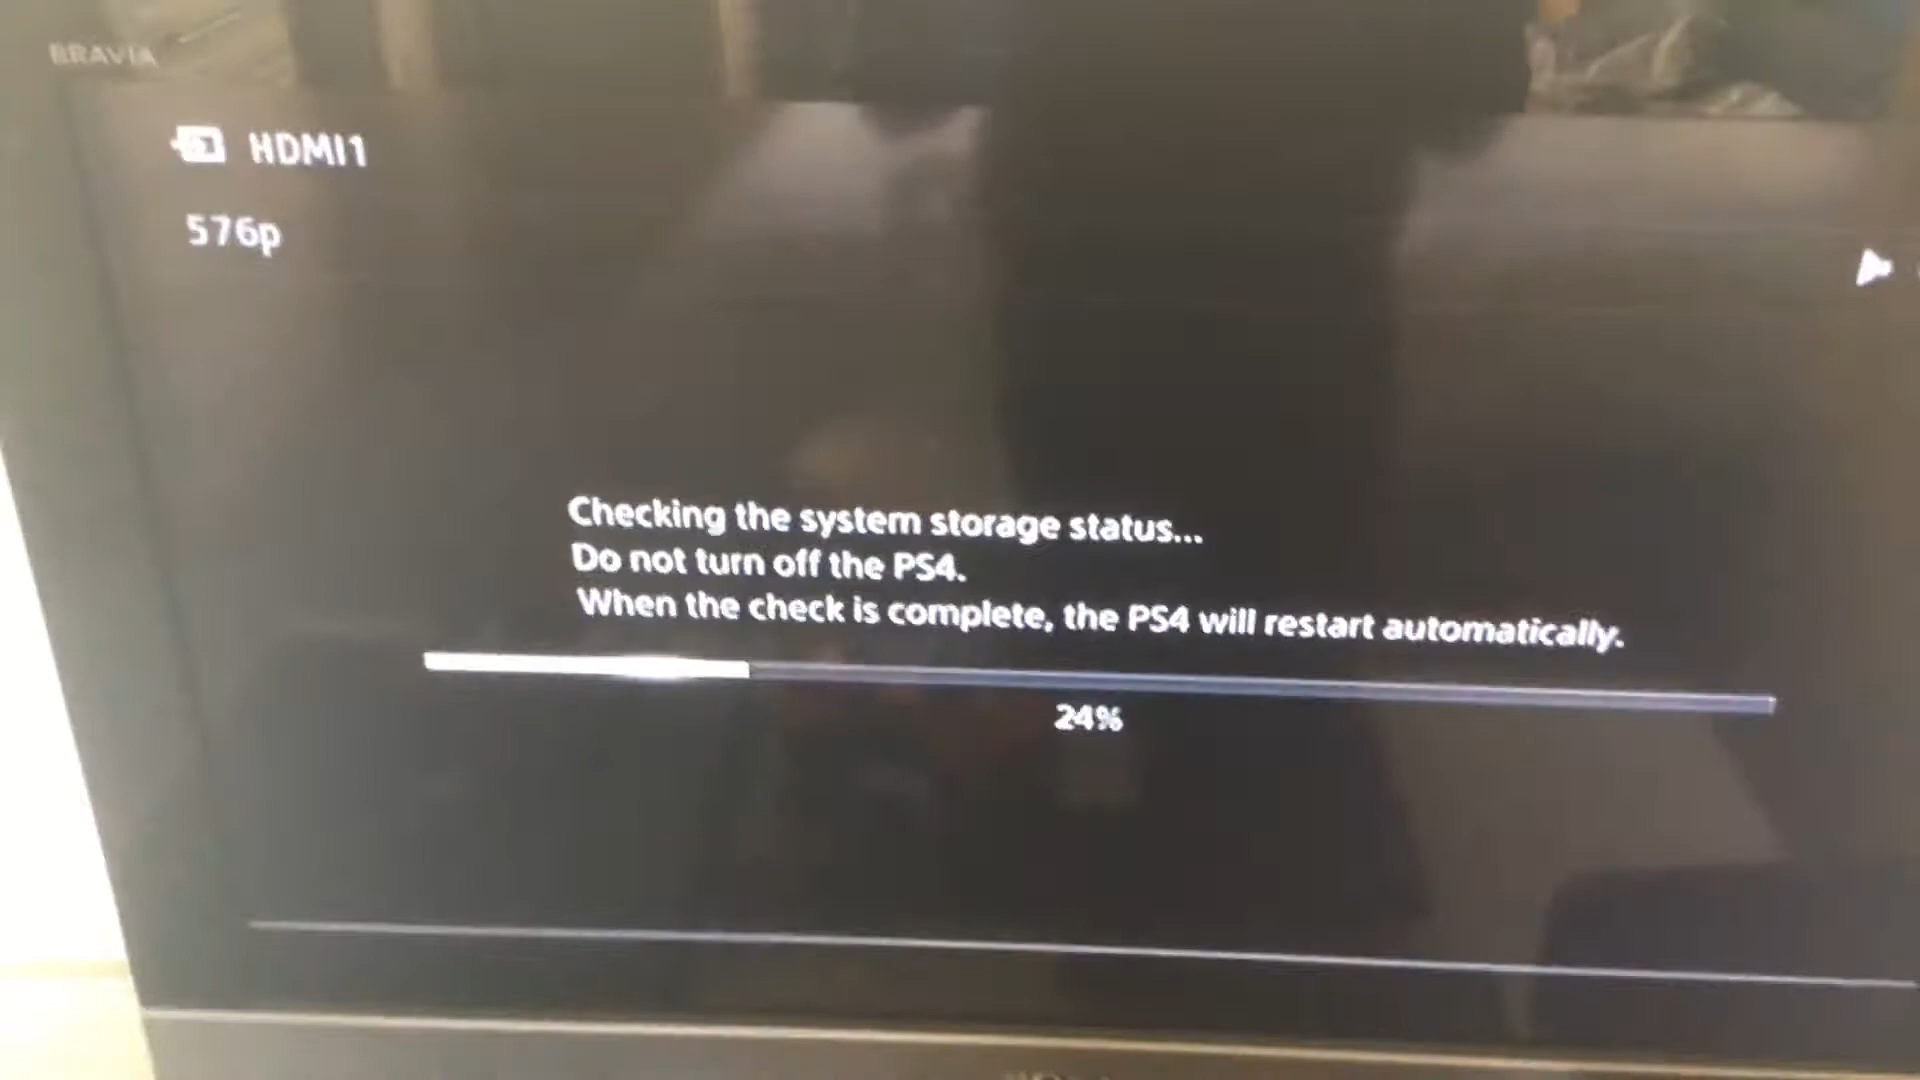 BRAVIA
HDMI1
576p
Checking the system storage status...
Do not turn off the PS4.
When the check is complete, the PS4 will restart automatically.
24%